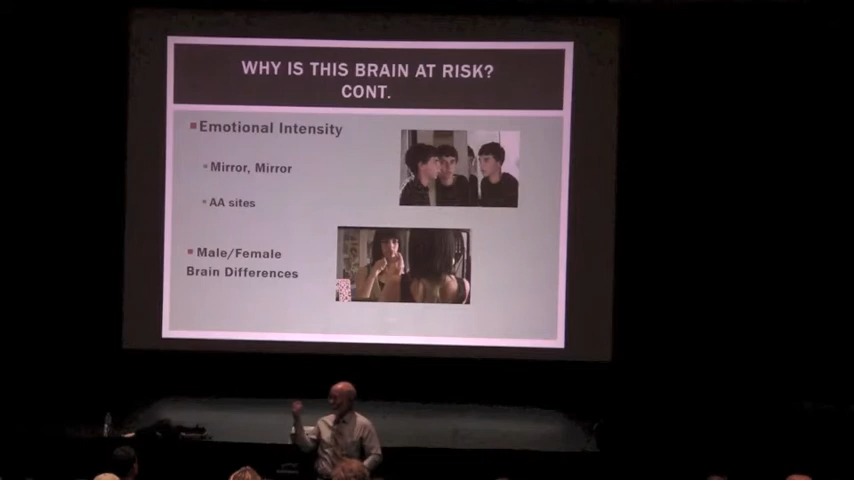 WHY IS THIS BRAIN AT RISK?
CONT.
Emotional Intensity
Mirror, Mirror
AA sites
Male/Female
Brain Differences